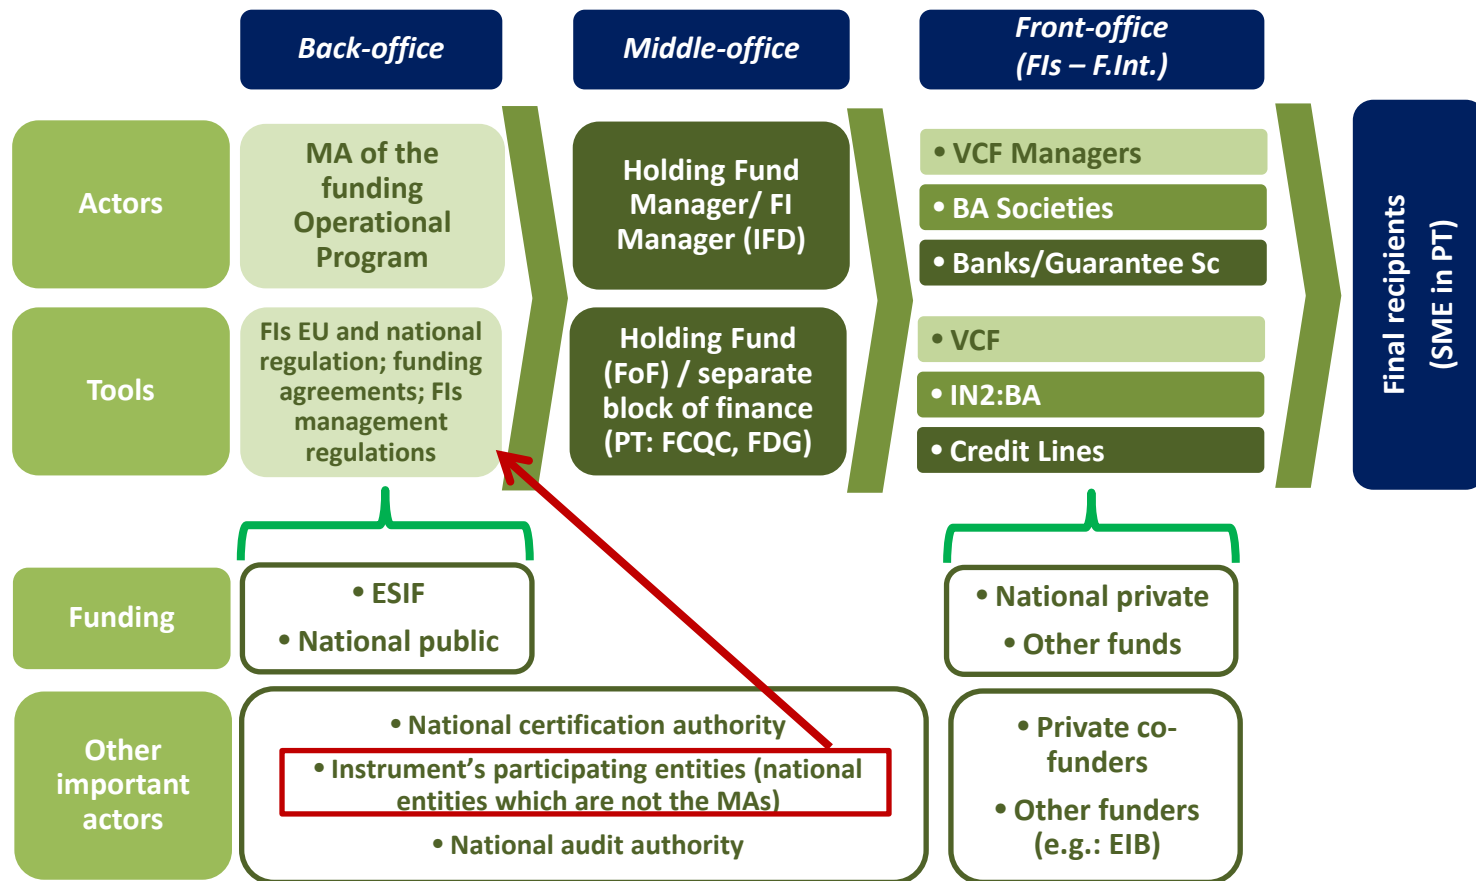 Back-office
Middle-office
Front-office
(FIs – F.Int.)
Actors
MA of the
funding
Operational
Program
Holding Fund
Manager/ FI
Manager (IFD)
• VCF Managers
• BA Societies
• Banks/Guarantee Sc
Final recipients
(SME in PT)
Tools
FIs EU and national
regulation; funding
agreements; FIs
management
regulations
Holding Fund
(FoF) / separate
block of finance
(PT: FCQC, FDG)
• VCF
• IN2:BA
• Credit Lines
Funding
• ESIF
• National public
• National private
• Other funds
Other
important
actors
• National certification authority
• Instrument’s participating entities (national
entities which are not the MAs)
• National audit authority
• Private co-
funders
• Other funders
(e.g.: EIB)